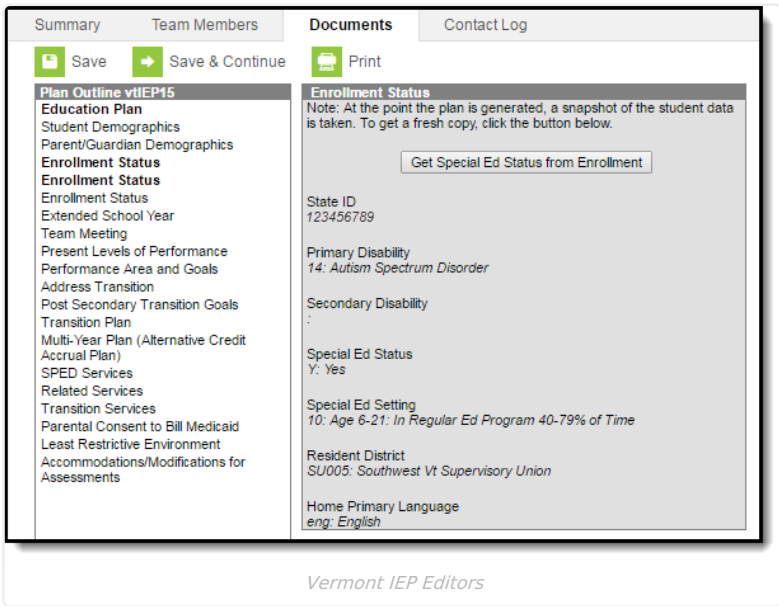 Summary Team Members Documents Contact Log
Save Save & Continue Print
Plan Outline vtIEP15
Education Plan
Student Demographics
Parent/Guardian Demographics
Enrollment Status
Enrollment Status
Enrollment Status
Extended School Year
Team Meeting
Present Levels of Performance
Performance Area and Goals
Address Transition
Post Secondary Transition Goals
Transition Plan
Multi-Year Plan (Alternative Credit
Accrual Plan)
SPED Services
Related Services
Transition Services
Parental Consent to Bill Medicaid
Least Restrictive Environment
Accommodations/Modifications for
Assessments
Enrollment Status
Note: At the point the plan is generated, a snapshot of the student data
is taken. To get a fresh copy, click the button below.
Get Special Ed Status from Enrollment
State ID
123456789
Primary Disability
14: Autism Spectrum Disorder
Secondary Disability
:
Special Ed Status
Y: Yes
Special Ed Setting
10: Age 6-21: In Regular Ed Program 40-79% of Time
Resident District
SU005: Southwest Vt Supervisory Union
Home Primary Language
eng: English
Vermont IEP Editors